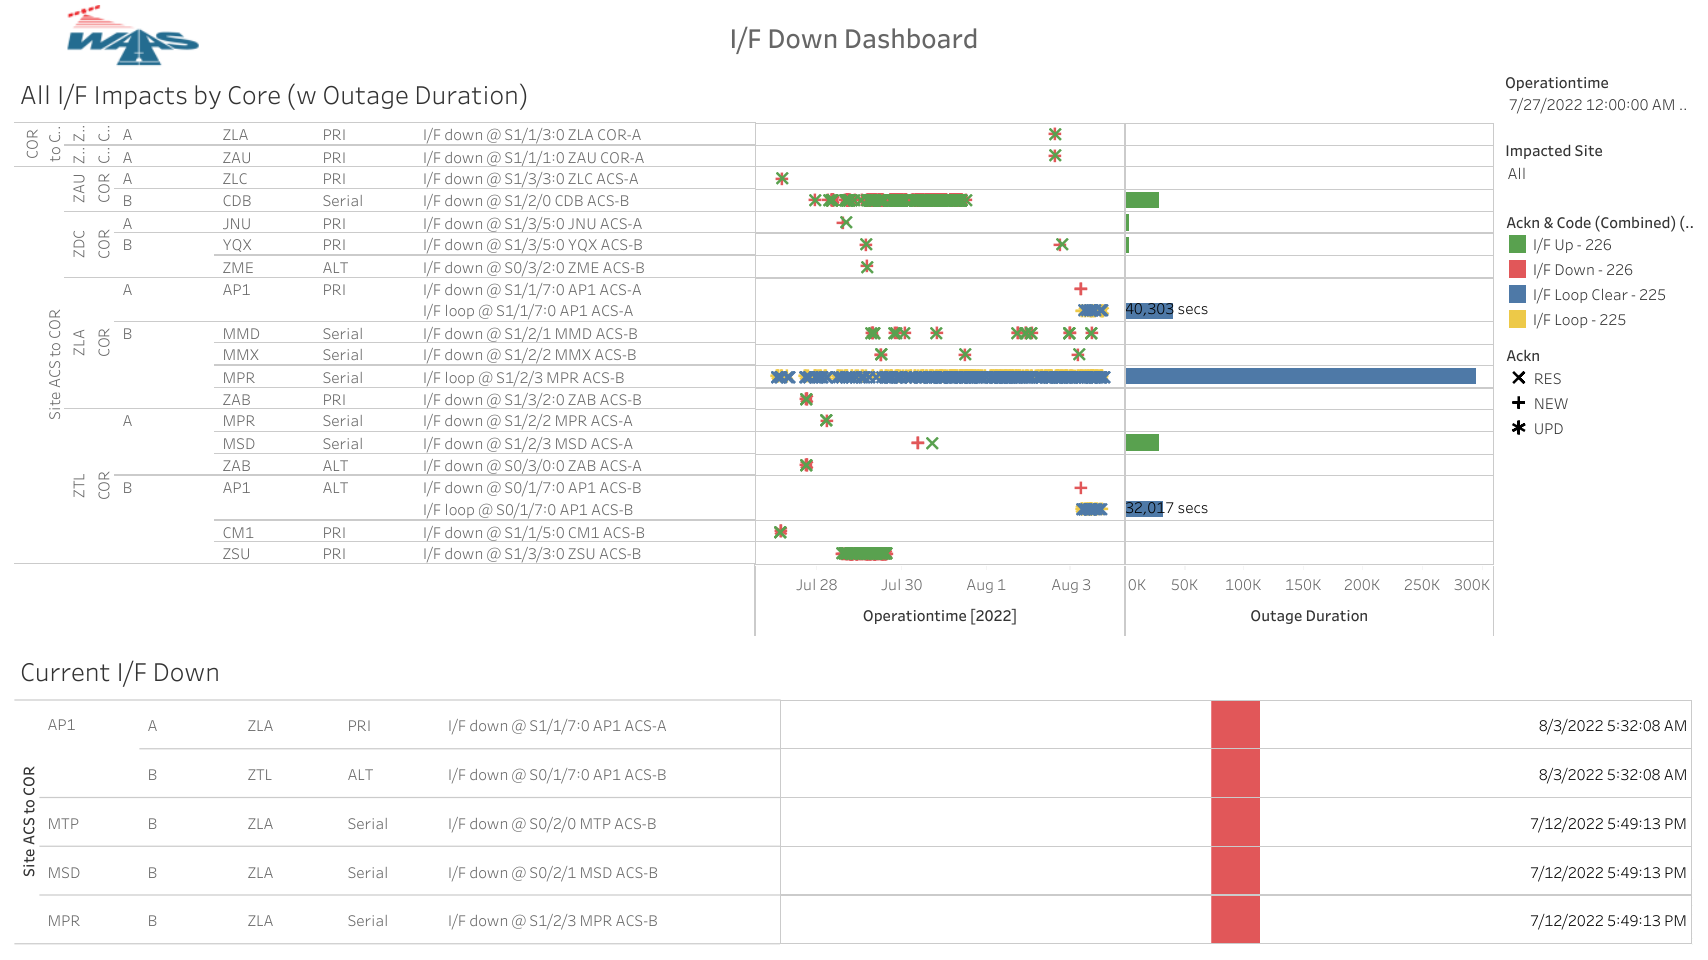 WAAS
I/F Down Dashboard
All I/F Impacts by Core (w Outage Duration)
COR to C.. Z.. C.. A ZLA PRI I/F down @ S1/1/3:0 ZLA COR-A
Z.. C.. A ZAU PRI I/F down @ S1/1/1:0 ZAU COR-A
Site ACS to COR
ZAU COR A ZLC PRI I/F down @ S1/3/3:0 ZLC ACS-A
B CDB Serial I/F down @ S1/2/0 CDB ACS-B
ZDC COR A JNU PRI I/F down @ S1/3/5:0 JNU ACS-A
B YQX PRI I/F down @ S1/3/5:0 YQX ACS-B
ZME ALT I/F down @ S0/3/2:0 ZME ACS-B
ZLA COR A AP1 PRI I/F down @ S1/1/7:0 AP1 ACS-A
I/F loop @ S1/1/7:0 AP1 ACS-A 40,303 secs
B MMD Serial I/F down @ S1/2/1 MMD ACS-B
MMX Serial I/F down @ S1/2/2 MMX ACS-B
MPR Serial I/F loop @ S1/2/3 MPR ACS-B
ZAB PRI I/F down @ S1/3/2:0 ZAB ACS-B
ZTL COR A MPR Serial I/F down @ S1/2/2 MPR ACS-A
MSD Serial I/F down @ S1/2/3 MSD ACS-A
ZAB ALT I/F down @ S0/3/0:0 ZAB ACS-A
B AP1 ALT I/F down @ S0/1/7:0 AP1 ACS-B
I/F loop @ S0/1/7:0 AP1 ACS-B 32,017 secs
CM1 PRI I/F down @ S1/1/5:0 CM1 ACS-B
ZSU PRI I/F down @ S1/3/3:0 ZSU ACS-B
Jul 28 Jul 30 Aug 1 Aug 3 0K 50K 100K 150K 200K 250K 300K
Operationtime [2022] Outage Duration
Operationtime
7/27/2022 12:00:00 AM ..
Impacted Site
All
Ackn & Code (Combined) (..
I/F Up - 226
I/F Down - 226
I/F Loop Clear - 225
I/F Loop - 225
Ackn
RES
NEW
UPD
Current I/F Down
Site ACS to COR
AP1 A ZLA PRI I/F down @ S1/1/7:0 AP1 ACS-A 8/3/2022 5:32:08 AM
B ZTL ALT I/F down @ S0/1/7:0 AP1 ACS-B 8/3/2022 5:32:08 AM
MTP B ZLA Serial I/F down @ S0/2/0 MTP ACS-B 7/12/2022 5:49:13 PM
MSD B ZLA Serial I/F down @ S0/2/1 MSD ACS-B 7/12/2022 5:49:13 PM
MPR B ZLA Serial I/F down @ S1/2/3 MPR ACS-B 7/12/2022 5:49:13 PM